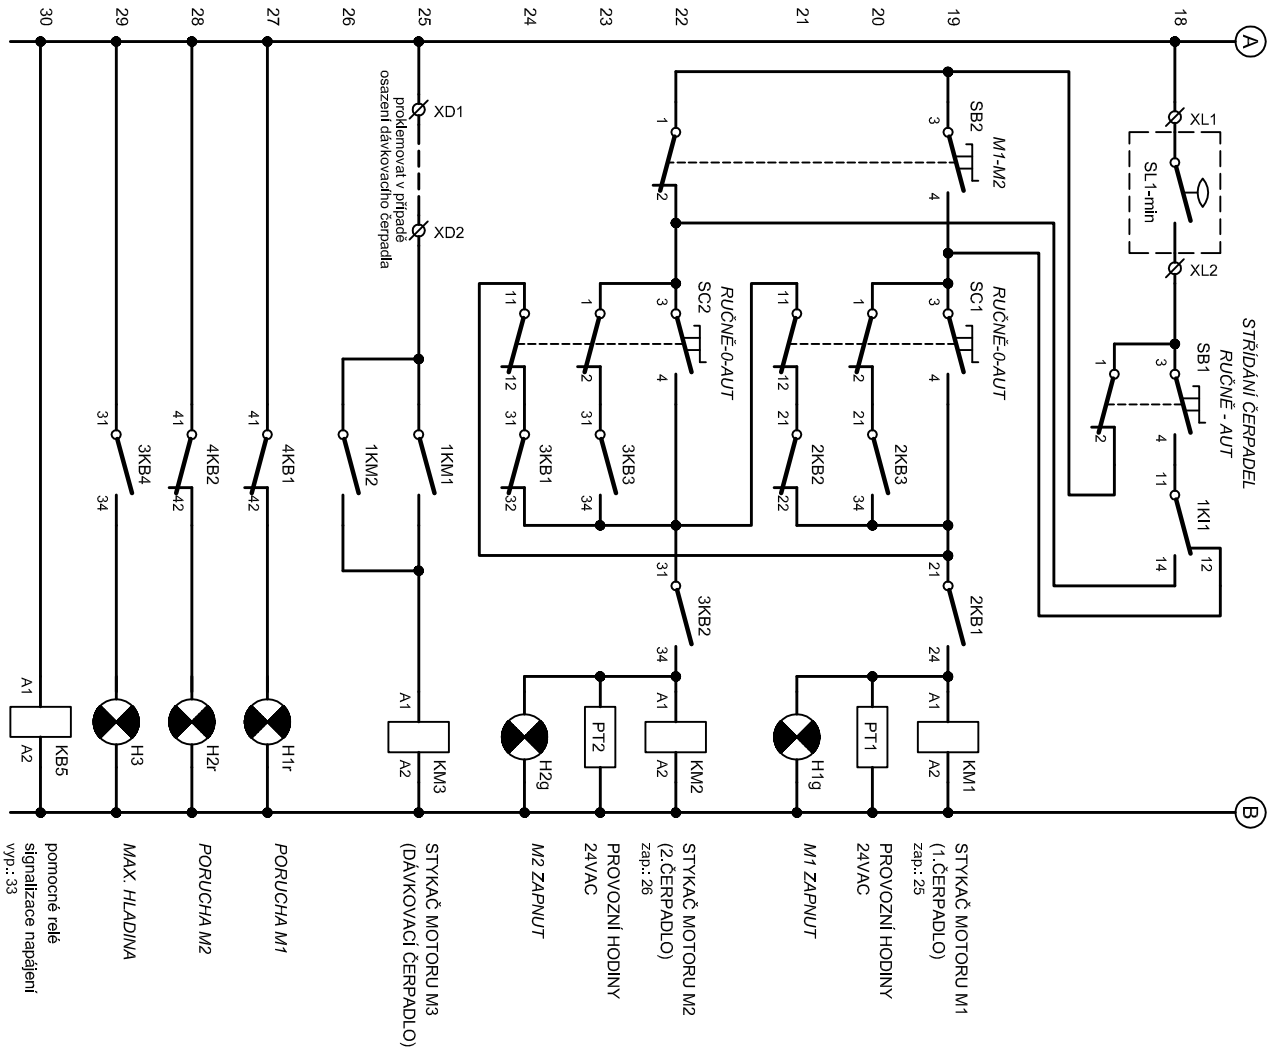 A
18
XL1
SL1-min
XL2
STŘÍDÁNÍ ČERPADEL
RUČNĚ - AUT
SB1
1
3
2
4
11
1KI1
14
12
19
SB2
M1-M2
3
4
SC1
RUČNĚ-0-AUT
3
4
21
2KB1
24
A1
KM1
A2
STYKAČ MOTORU M1
(1.ČERPADLO)
zap.: 25
20
1
2
21
2KB3
34
PT1
PROVOZNÍ HODINY
24VAC
21
11
12
21
2KB2
22
H1g
M1 ZAPNUT
22
1
2
SC2
RUČNĚ-0-AUT
3
4
31
3KB2
34
A1
KM2
A2
STYKAČ MOTORU M2
(2.ČERPADLO)
zap.: 26
23
1
2
31
3KB3
34
PT2
PROVOZNÍ HODINY
24VAC
24
11
12
31
3KB1
32
H2g
M2 ZAPNUT
25
XD1
proklemovat v případě
osazení dávkovacího čerpadla
XD2
1KM1
A1
KM3
A2
STYKAČ MOTORU M3
(DÁVKOVACÍ ČERPADLO)
26
1KM2
27
41
4KB1
42
H1r
PORUCHA M1
28
41
4KB2
42
H2r
PORUCHA M2
29
31
3KB4
34
H3
MAX. HLADINA
30
A1
KB5
A2
pomocné relé
signalizace napájení
vyp.: 33
B